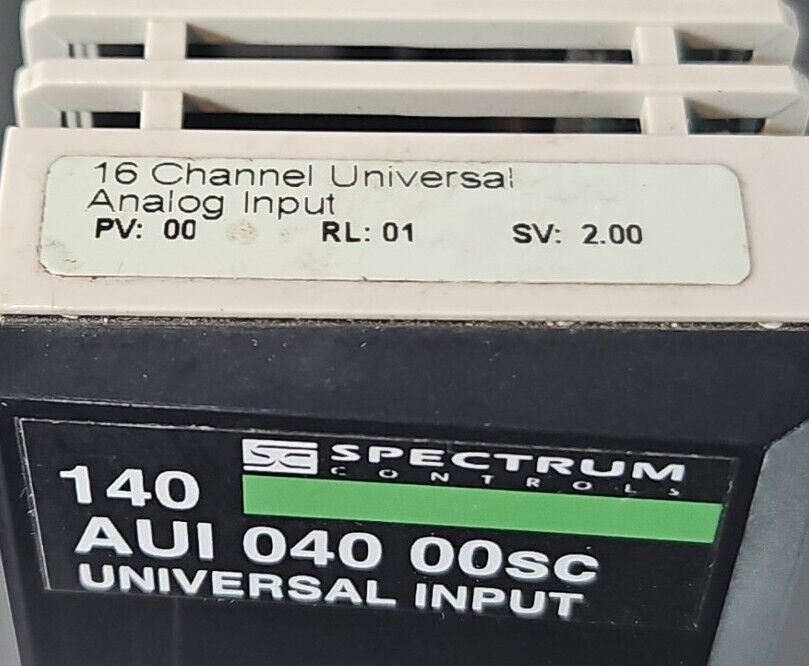 16 Channel Universal
Analog Input
PV: 00 RL: 01 SV: 2.00
SC SPECTRUM
CONTROLS
140
AUI 040 00sc
UNIVERSAL INPUT